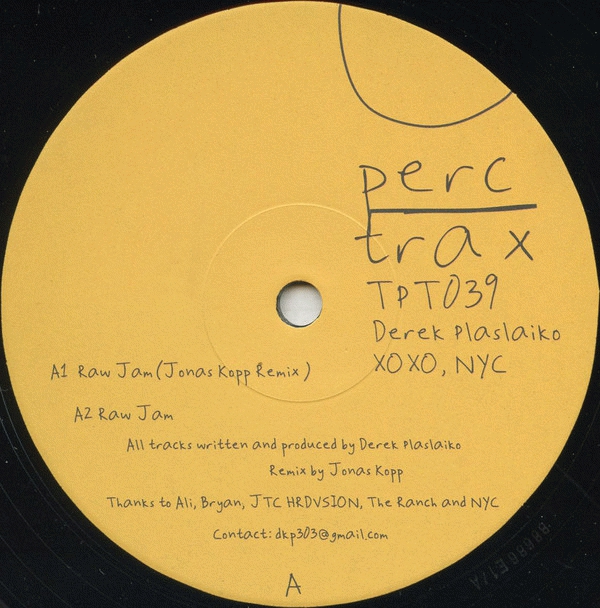 perc
trax
TPT039
Derek Plaslaiko
XOXO, NYC
A1 Raw Jam (Jonas Kopp Remix)
A2 Raw Jam
All tracks written and produced by Derek Plaslaiko
Remix by Jonas Kopp
Thanks to Ali, Bryan, JTC HRDVSION, The Ranch and NYC
Contact: dkp303@gmail.com
A